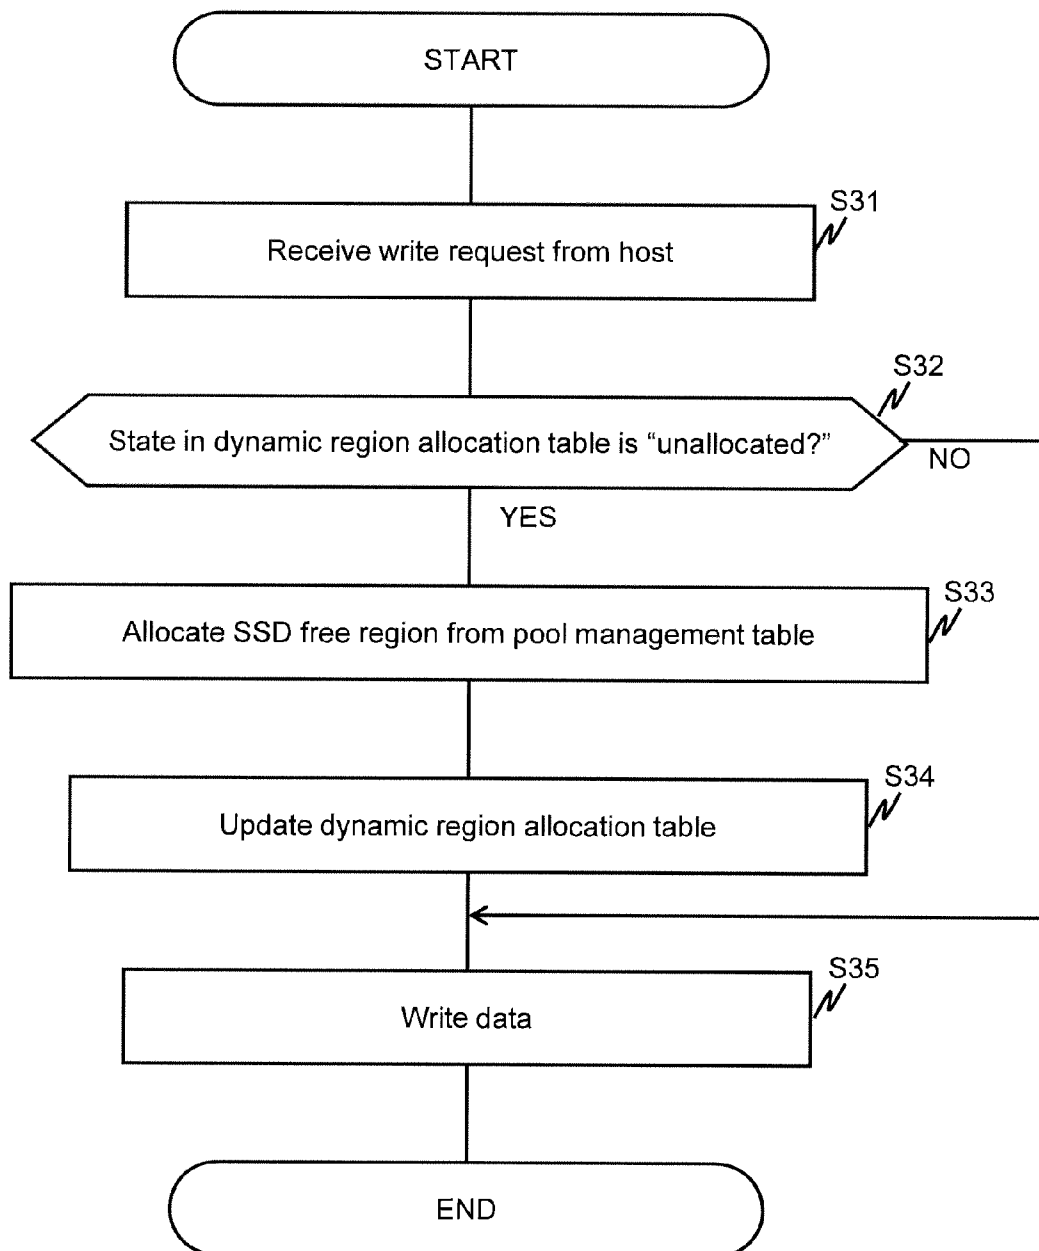 START
S31
Receive write request from host
S32
State in dynamic region allocation table is “unallocated?”
NO
YES
S33
Allocate SSD free region from pool management table
S34
Update dynamic region allocation table
S35
Write data
END